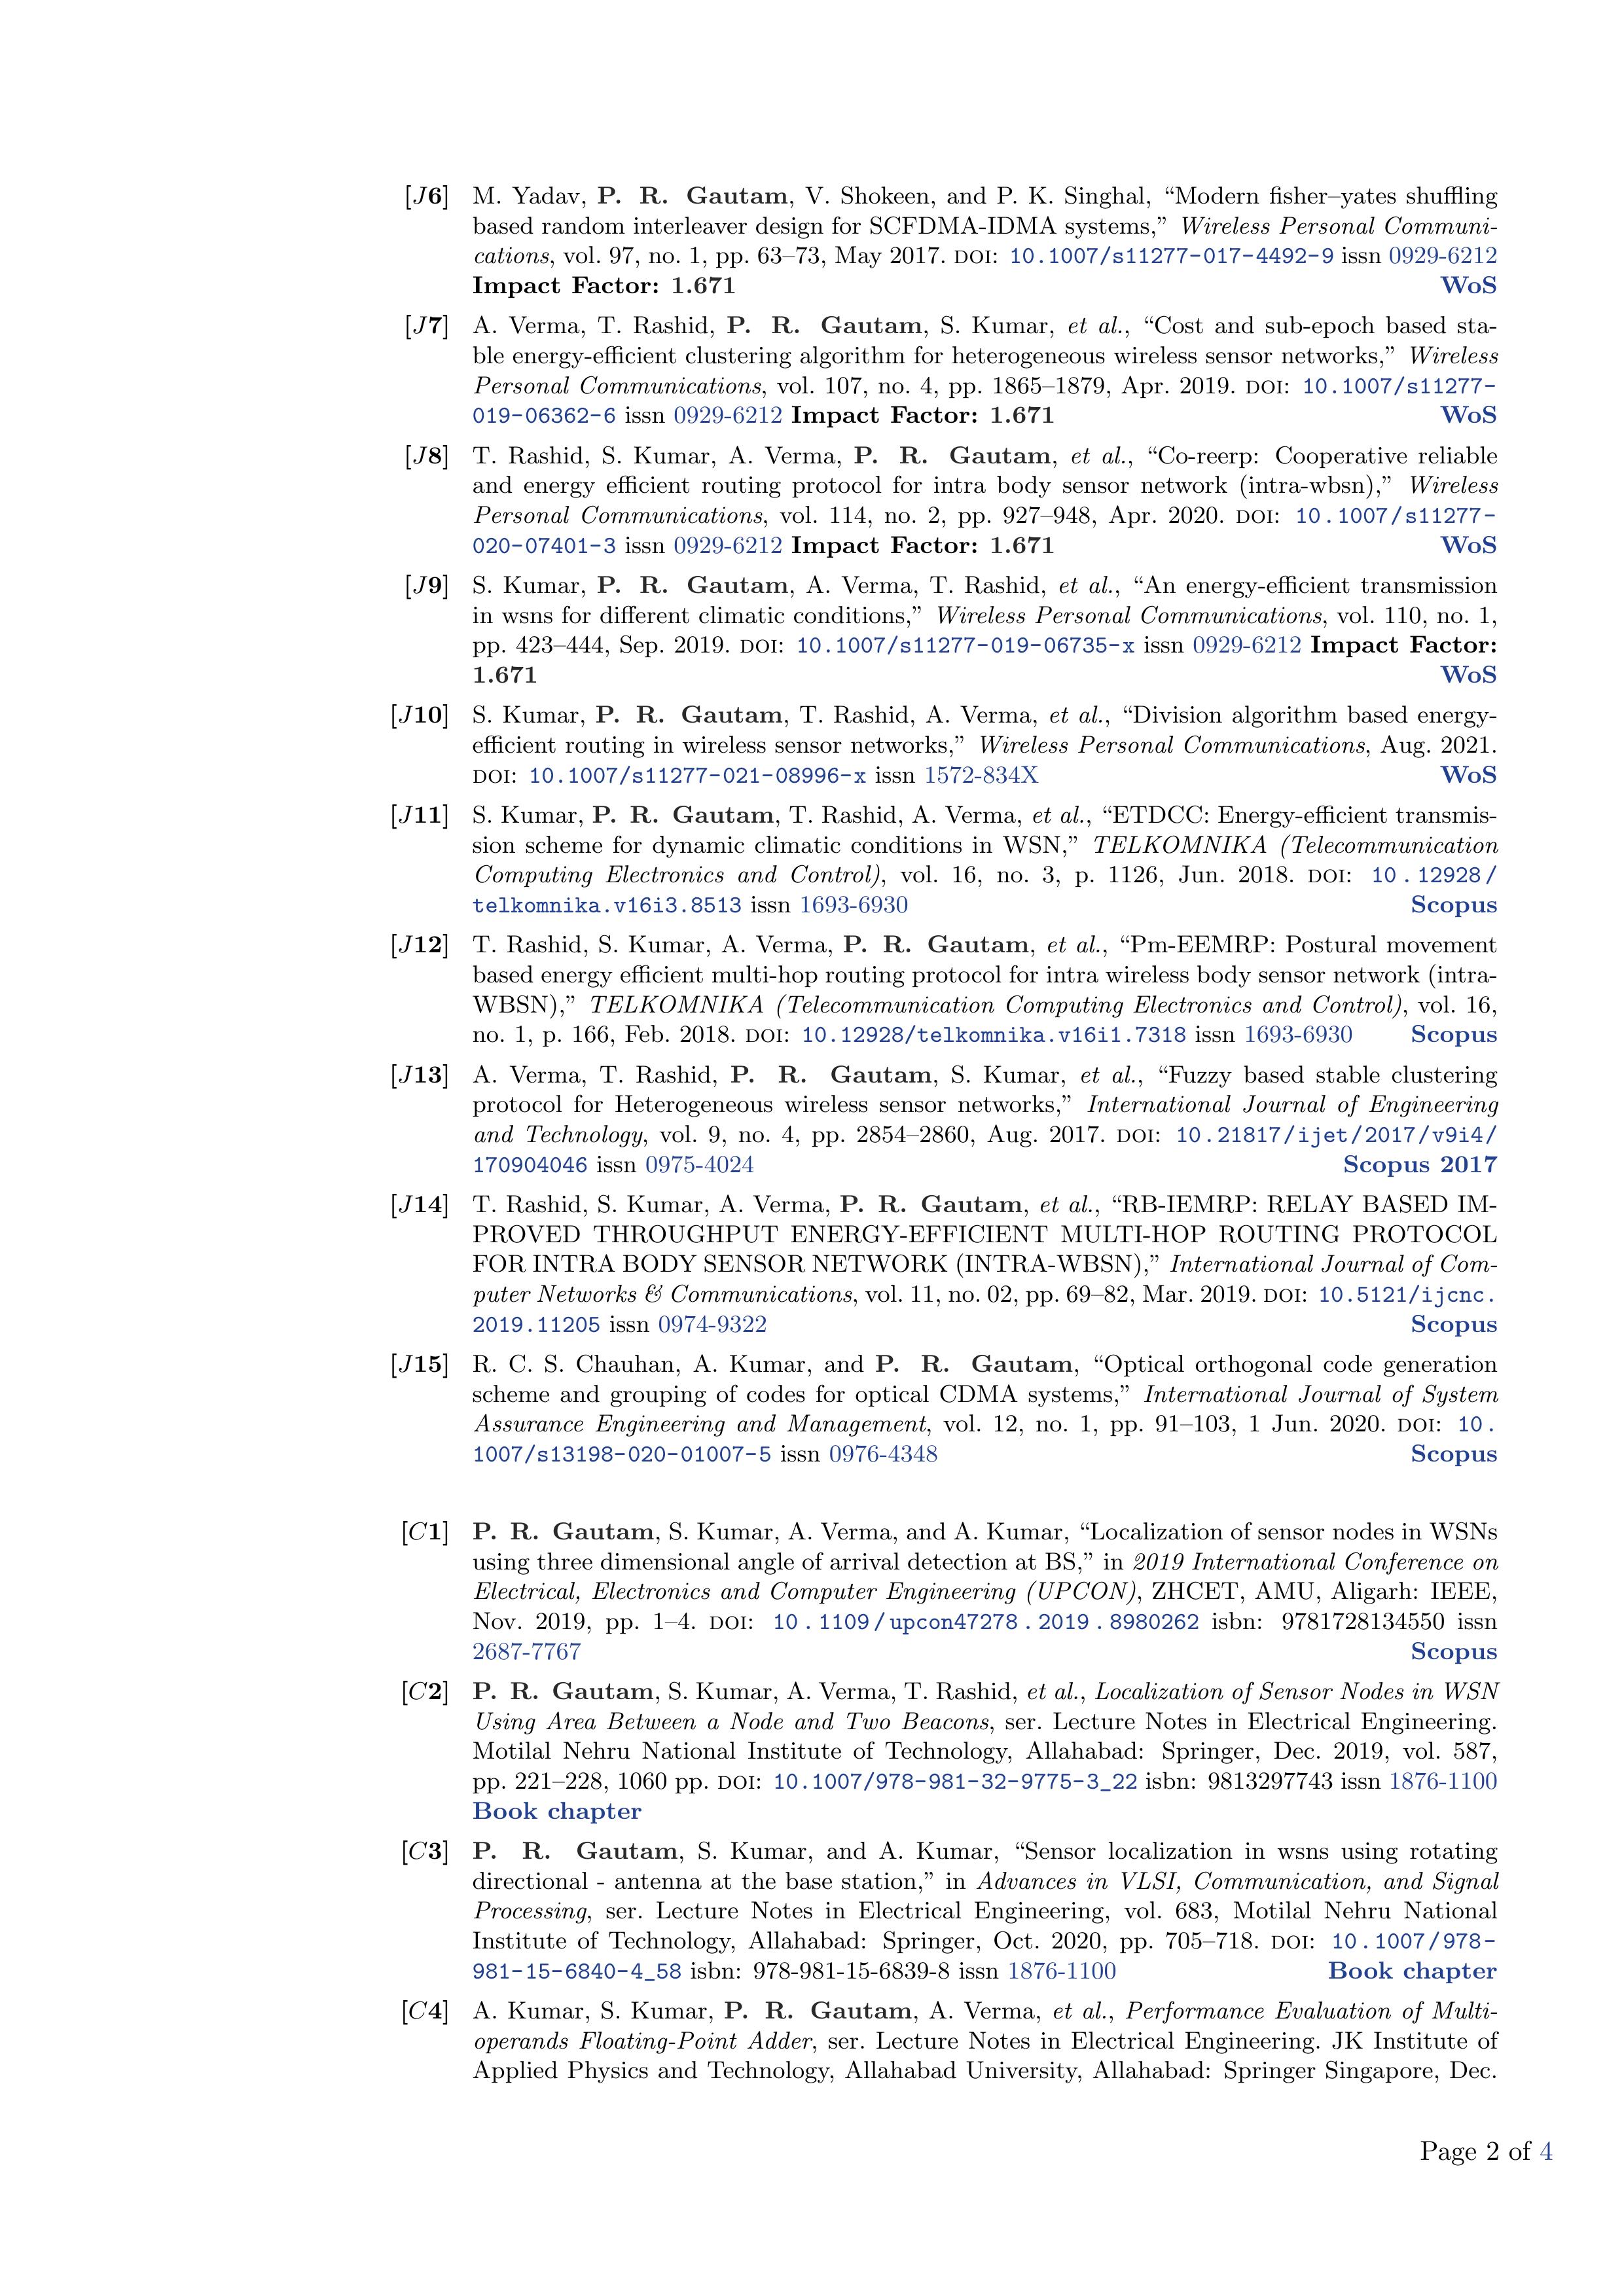 [J6] M. Yadav, P. R. Gautam, V. Shokeen, and P. K. Singhal, “Modern fisher–yates shuffling
based random interleaver design for SCFDMA-IDMA systems,” Wireless Personal Communi-
cations, vol. 97, no. 1, pp. 63–73, May 2017. DOI: 10.1007/s11277-017-4492-9 issn 0929-6212
Impact Factor: 1.671 WoS
[J7] A. Verma, T. Rashid, P. R. Gautam, S. Kumar, et al., “Cost and sub-epoch based sta-
ble energy-efficient clustering algorithm for heterogeneous wireless sensor networks,” Wireless
Personal Communications, vol. 107, no. 4, pp. 1865–1879, Apr. 2019. DOI: 10.1007/s11277-
019-06362-6 issn 0929-6212 Impact Factor: 1.671 WoS
[J8] T. Rashid, S. Kumar, A. Verma, P. R. Gautam, et al., “Co-reerp: Cooperative reliable
and energy efficient routing protocol for intra body sensor network (intra-wbsn),” Wireless
Personal Communications, vol. 114, no. 2, pp. 927–948, Apr. 2020. DOI: 10.1007/s11277-
020-07401-3 issn 0929-6212 Impact Factor: 1.671 WoS
[J9] S. Kumar, P. R. Gautam, A. Verma, T. Rashid, et al., “An energy-efficient transmission
in wsns for different climatic conditions,” Wireless Personal Communications, vol. 110, no. 1,
pp. 423–444, Sep. 2019. DOI: 10.1007/s11277-019-06735-x issn 0929-6212 Impact Factor:
1.671 WoS
[J10] S. Kumar, P. R. Gautam, T. Rashid, A. Verma, et al., “Division algorithm based energy-
efficient routing in wireless sensor networks,” Wireless Personal Communications, Aug. 2021.
DOI: 10.1007/s11277-021-08996-x issn 1572-834X WoS
[J11] S. Kumar, P. R. Gautam, T. Rashid, A. Verma, et al., “ETDCC: Energy-efficient transmis-
sion scheme for dynamic climatic conditions in WSN,” TELKOMNIKA (Telecommunication
Computing Electronics and Control), vol. 16, no. 3, p. 1126, Jun. 2018. DOI: 10.12928/
telkomnika.v16i3.8513 issn 1693-6930 Scopus
[J12] T. Rashid, S. Kumar, A. Verma, P. R. Gautam, et al., “Pm-EEMRP: Postural movement
based energy efficient multi-hop routing protocol for intra wireless body sensor network (intra-
WBSN),” TELKOMNIKA (Telecommunication Computing Electronics and Control), vol. 16,
no. 1, p. 166, Feb. 2018. DOI: 10.12928/telkomnika.v16i1.7318 issn 1693-6930 Scopus
[J13] A. Verma, T. Rashid, P. R. Gautam, S. Kumar, et al., “Fuzzy based stable clustering
protocol for Heterogeneous wireless sensor networks,” International Journal of Engineering
and Technology, vol. 9, no. 4, pp. 2854–2860, Aug. 2017. DOI: 10.21817/ijet/2017/v9i4/
170904046 issn 0975-4024 Scopus 2017
[J14] T. Rashid, S. Kumar, A. Verma, P. R. Gautam, et al., “RB-IEMRP: RELAY BASED IM-
PROVED THROUGHPUT ENERGY-EFFICIENT MULTI-HOP ROUTING PROTOCOL
FOR INTRA BODY SENSOR NETWORK (INTRA-WBSN),” International Journal of Com-
puter Networks & Communications, vol. 11, no. 02, pp. 69–82, Mar. 2019. DOI: 10.5121/ijcnc.
2019.11205 issn 0974-9322 Scopus
[J15] R. C. S. Chauhan, A. Kumar, and P. R. Gautam, “Optical orthogonal code generation
scheme and grouping of codes for optical CDMA systems,” International Journal of System
Assurance Engineering and Management, vol. 12, no. 1, pp. 91–103, 1 Jun. 2020. DOI: 10.
1007/s13198-020-01007-5 issn 0976-4348 Scopus
[C1] P. R. Gautam, S. Kumar, A. Verma, and A. Kumar, “Localization of sensor nodes in WSNs
using three dimensional angle of arrival detection at BS,” in 2019 International Conference on
Electrical, Electronics and Computer Engineering (UPCON), ZHCET, AMU, Aligarh: IEEE,
Nov. 2019, pp. 1–4. DOI: 10.1109/upcon47278.2019.8980262 isbn: 9781728134550 issn
2687-7767 Scopus
[C2] P. R. Gautam, S. Kumar, A. Verma, T. Rashid, et al., Localization of Sensor Nodes in WSN
Using Area Between a Node and Two Beacons, ser. Lecture Notes in Electrical Engineering.
Motilal Nehru National Institute of Technology, Allahabad: Springer, Dec. 2019, vol. 587,
pp. 221–228, 1060 pp. DOI: 10.1007/978-981-32-9775-3_22 isbn: 9813297743 issn 1876-1100
Book chapter
[C3] P. R. Gautam, S. Kumar, and A. Kumar, “Sensor localization in wsns using rotating
directional - antenna at the base station,” in Advances in VLSI, Communication, and Signal
Processing, ser. Lecture Notes in Electrical Engineering, vol. 683, Motilal Nehru National
Institute of Technology, Allahabad: Springer, Oct. 2020, pp. 705–718. DOI: 10.1007/978-
981-15-6840-4_58 isbn: 978-981-15-6839-8 issn 1876-1100 Book chapter
[C4] A. Kumar, S. Kumar, P. R. Gautam, A. Verma, et al., Performance Evaluation of Multi-
operands Floating-Point Adder, ser. Lecture Notes in Electrical Engineering. JK Institute of
Applied Physics and Technology, Allahabad University, Allahabad: Springer Singapore, Dec.
Page 2 of 4